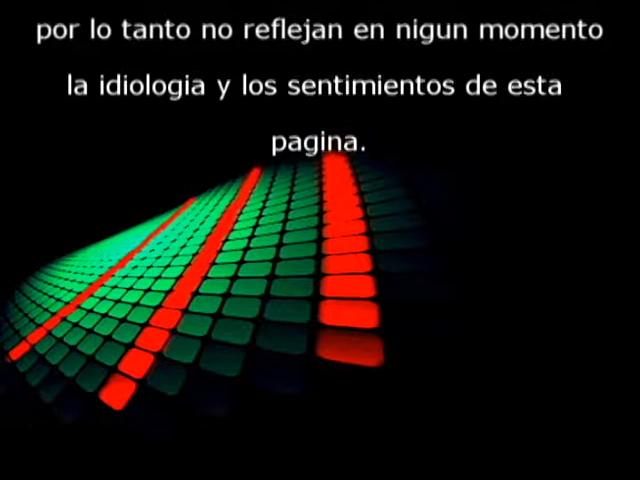 por lo tanto no reflejan en nigun momento
la idiologia y los sentimientos de esta
pagina.